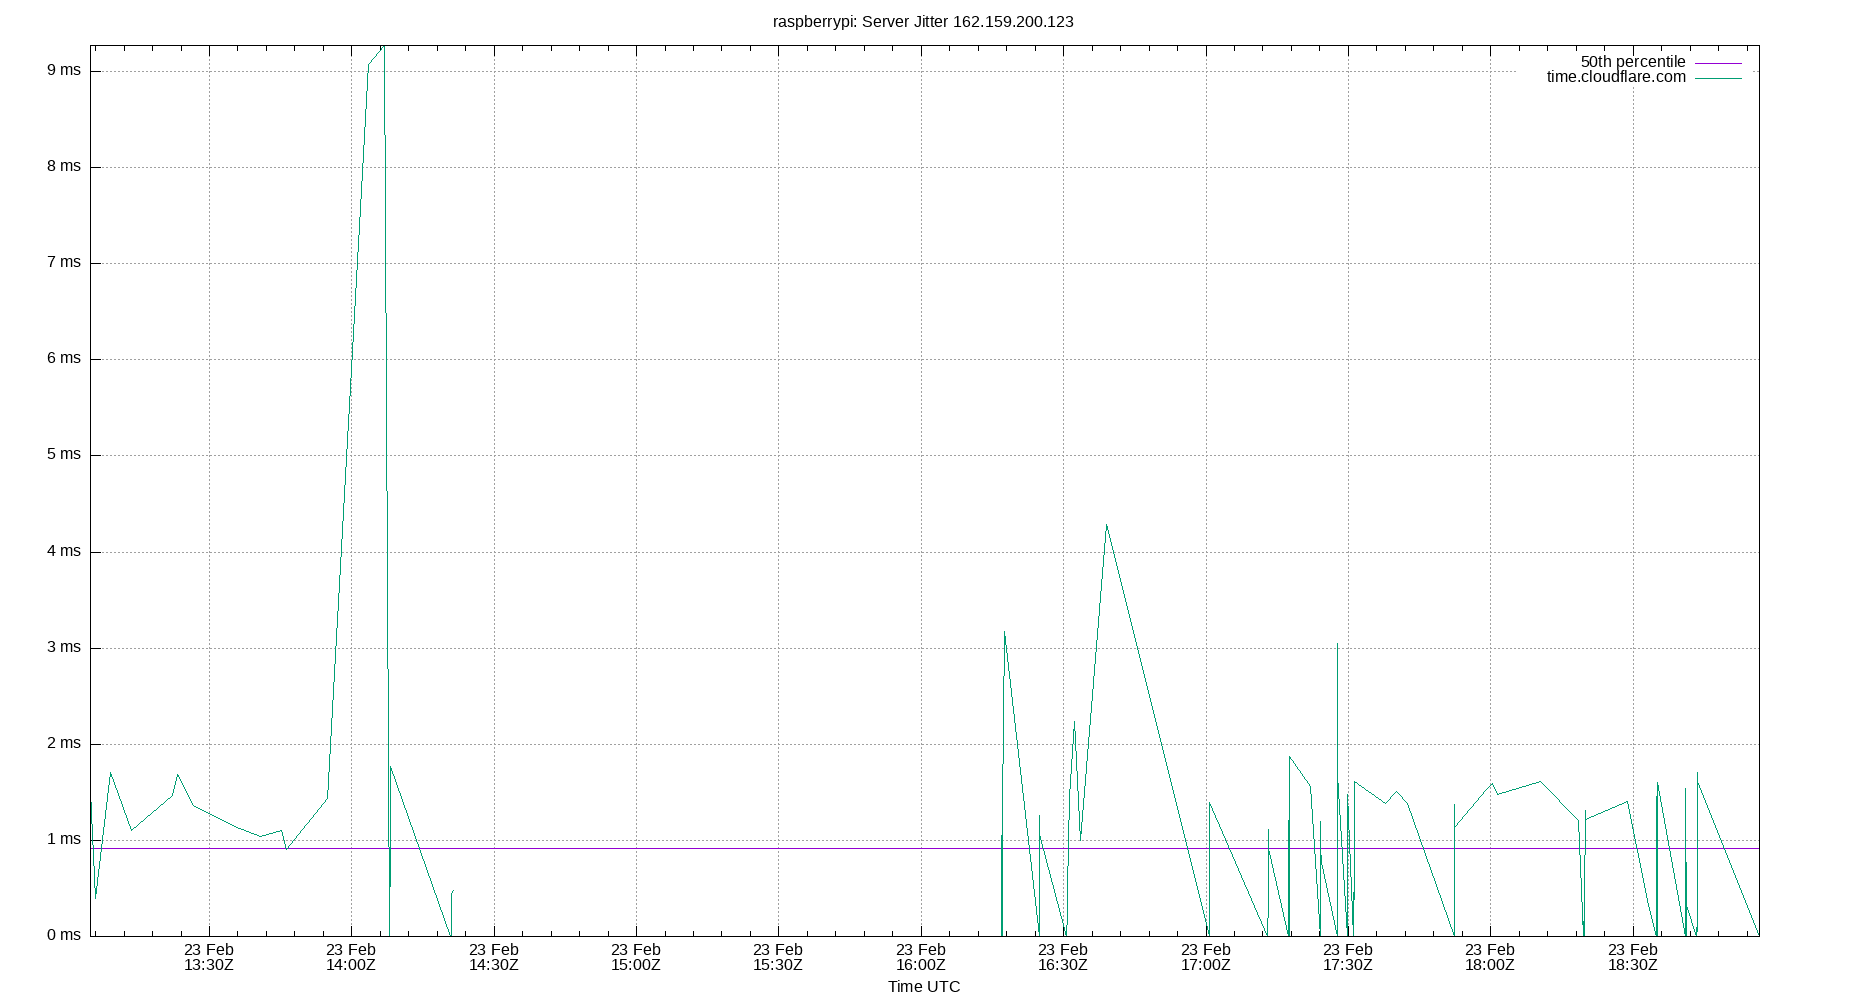 raspberrypi: Server Jitter 162.159.200.123
50th percentile
time.cloudflare.com
9 ms
8 ms
7 ms
6 ms
5 ms
4 ms
3 ms
2 ms
1 ms
0 ms
23 Feb 23 Feb 23 Feb 23 Feb 23 Feb 23 Feb 23 Feb 23 Feb 23 Feb 23 Feb 23 Feb
13:30Z 14:00Z 14:30Z 15:00Z 15:30Z 16:00Z 16:30Z 17:00Z 17:30Z 18:00Z 18:30Z
Time UTC